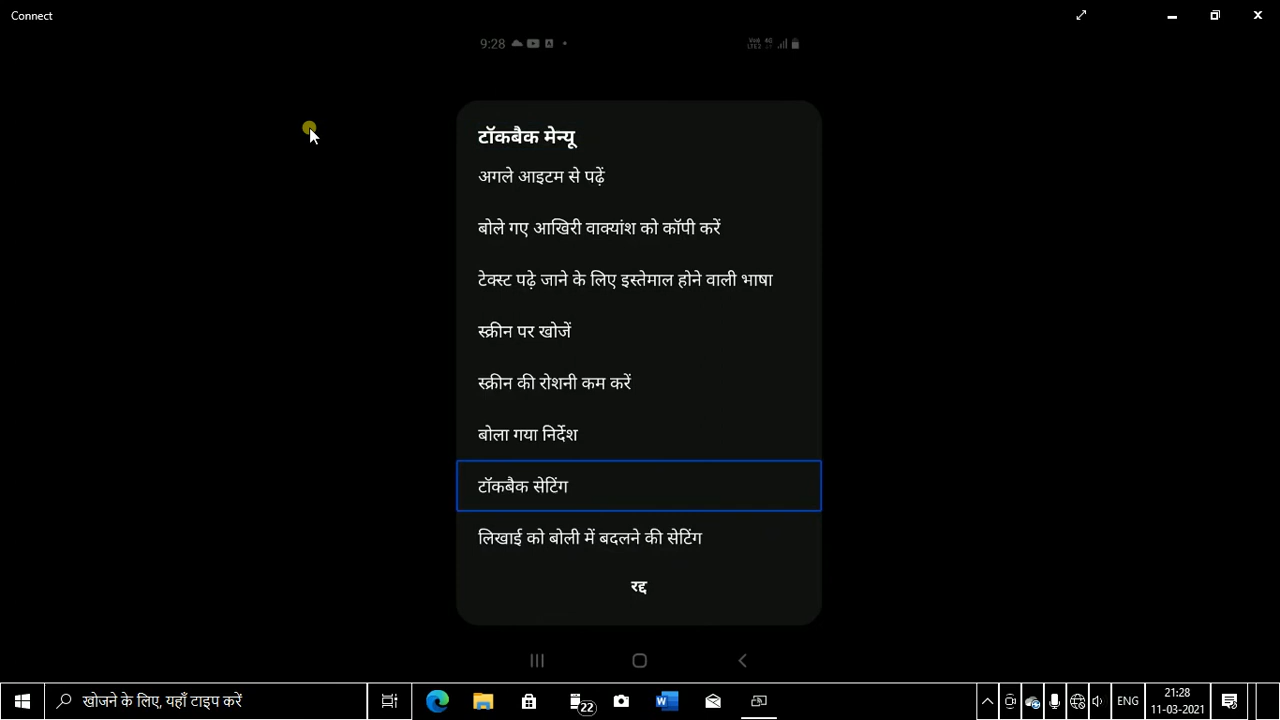 Connect
9:28
टॉकबैक मेन्यू
अगले आइटम से पढ़ें
बोले गए आखिरी वाक्यांश को कॉपी करें
टेक्स्ट पढ़े जाने के लिए इस्तेमाल होने वाली भाषा
स्क्रीन पर खोजें
स्क्रीन की रोशनी कम करें
बोला गया निर्देश
टॉकबैक सेटिंग
लिखाई को बोली में बदलने की सेटिंग
रद्द
खोजने के लिए, यहाँ टाइप करें
22
ENG
21:28
11-03-2021